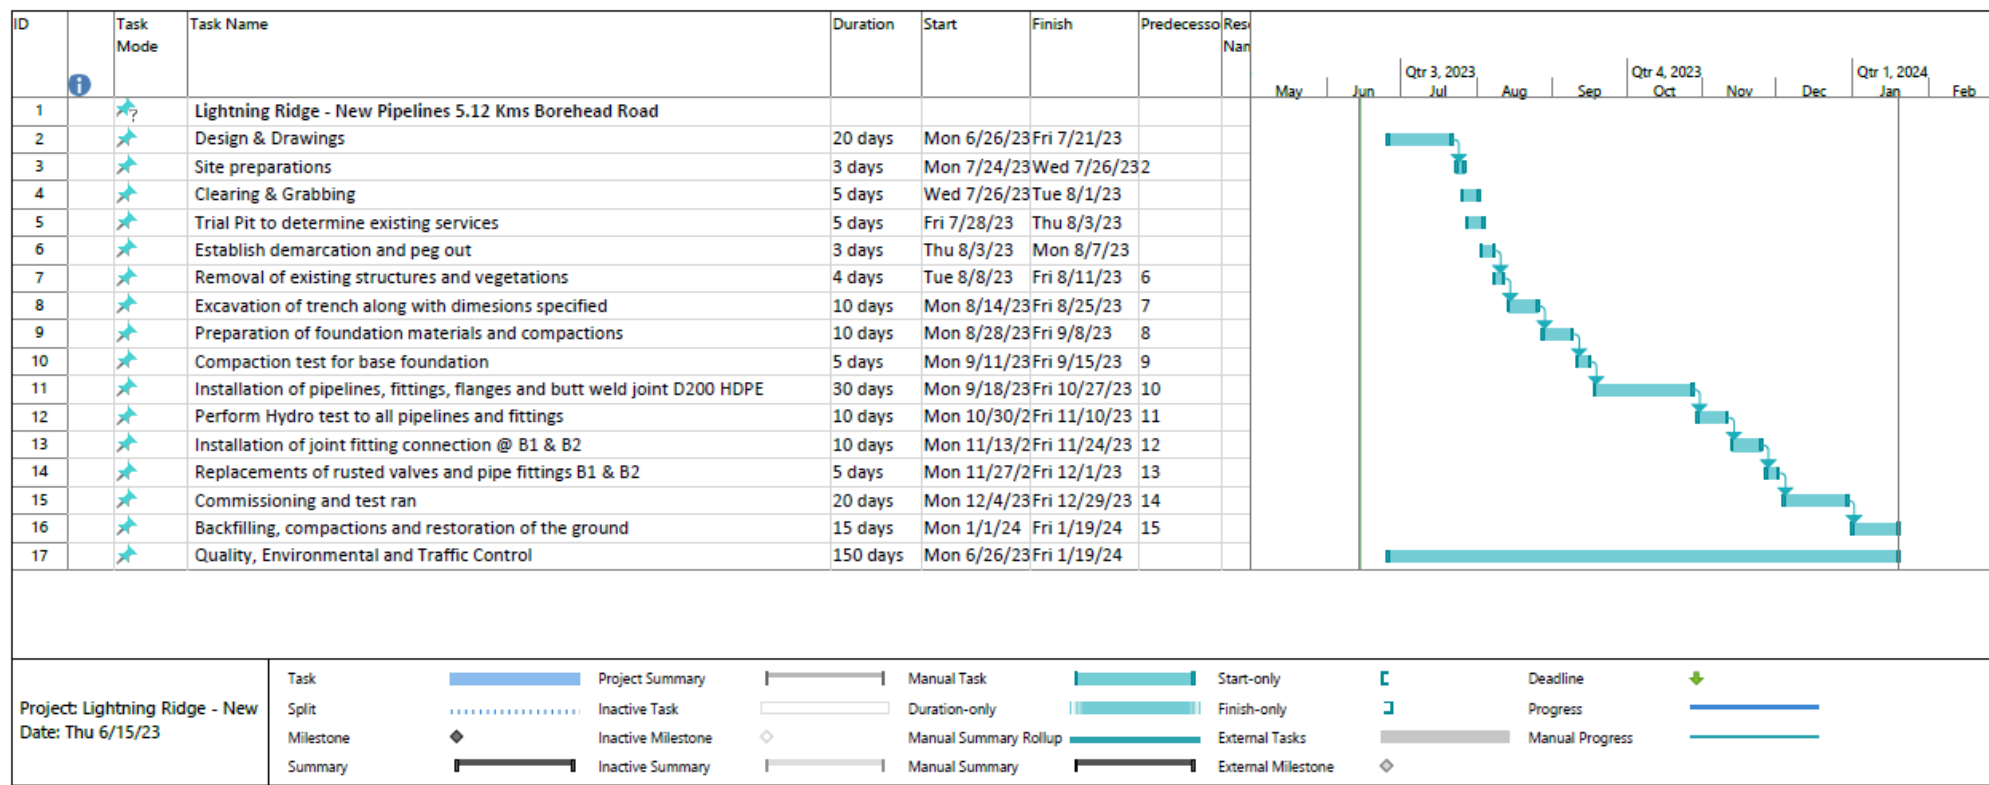 ID Task Mode Task Name Duration Start Finish Predecesso Res Nan
Qtr 3, 2023 Qtr 4, 2023 Qtr 1, 2024
May Jun Jul Aug Sep Oct Nov Dec Jan Feb
1 Lightning Ridge - New Pipelines 5.12 Kms Borehead Road
2 Design & Drawings 20 days Mon 6/26/23 Fri 7/21/23
3 Site preparations 3 days Mon 7/24/23 Wed 7/26/23 2
4 Clearing & Grabbing 5 days Wed 7/26/23 Tue 8/1/23
5 Trial Pit to determine existing services 5 days Fri 7/28/23 Thu 8/3/23
6 Establish demarcation and peg out 3 days Thu 8/3/23 Mon 8/7/23
7 Removal of existing structures and vegetations 4 days Tue 8/8/23 Fri 8/11/23 6
8 Excavation of trench along with dimesions specified 10 days Mon 8/14/23 Fri 8/25/23 7
9 Preparation of foundation materials and compactions 10 days Mon 8/28/23 Fri 9/8/23 8
10 Compaction test for base foundation 5 days Mon 9/11/23 Fri 9/15/23 9
11 Installation of pipelines, fittings, flanges and butt weld joint D200 HDPE 30 days Mon 9/18/23 Fri 10/27/23 10
12 Perform Hydro test to all pipelines and fittings 10 days Mon 10/30/2 Fri 11/10/23 11
13 Installation of joint fitting connection @ B1 & B2 10 days Mon 11/13/2 Fri 11/24/23 12
14 Replacements of rusted valves and pipe fittings B1 & B2 5 days Mon 11/27/2 Fri 12/1/23 13
15 Commissioning and test ran 20 days Mon 12/4/23 Fri 12/29/23 14
16 Backfilling, compactions and restoration of the ground 15 days Mon 1/1/24 Fri 1/19/24 15
17 Quality, Environmental and Traffic Control 150 days Mon 6/26/23 Fri 1/19/24
Project: Lightning Ridge - New
Date: Thu 6/15/23
Task Project Summary Manual Task Start-only Deadline
Split Inactive Task Duration-only Finish-only Progress
Milestone Inactive Milestone Manual Summary Rollup External Tasks Manual Progress
Summary Inactive Summary Manual Summary External Milestone